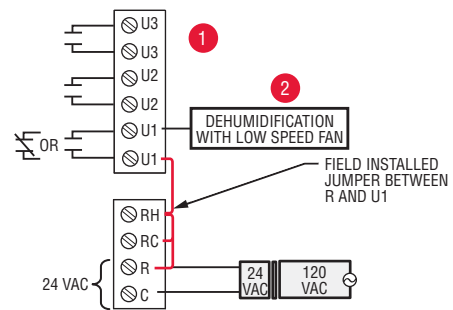 U3
1
U3
U2
2
U2
DEHUMIDIFICATION
WITH LOW SPEED FAN
OR
U1
U1
FIELD INSTALLED
JUMPER BETWEEN
R AND U1
RH
RC
R
24 VAC
C
24
VAC
120
VAC